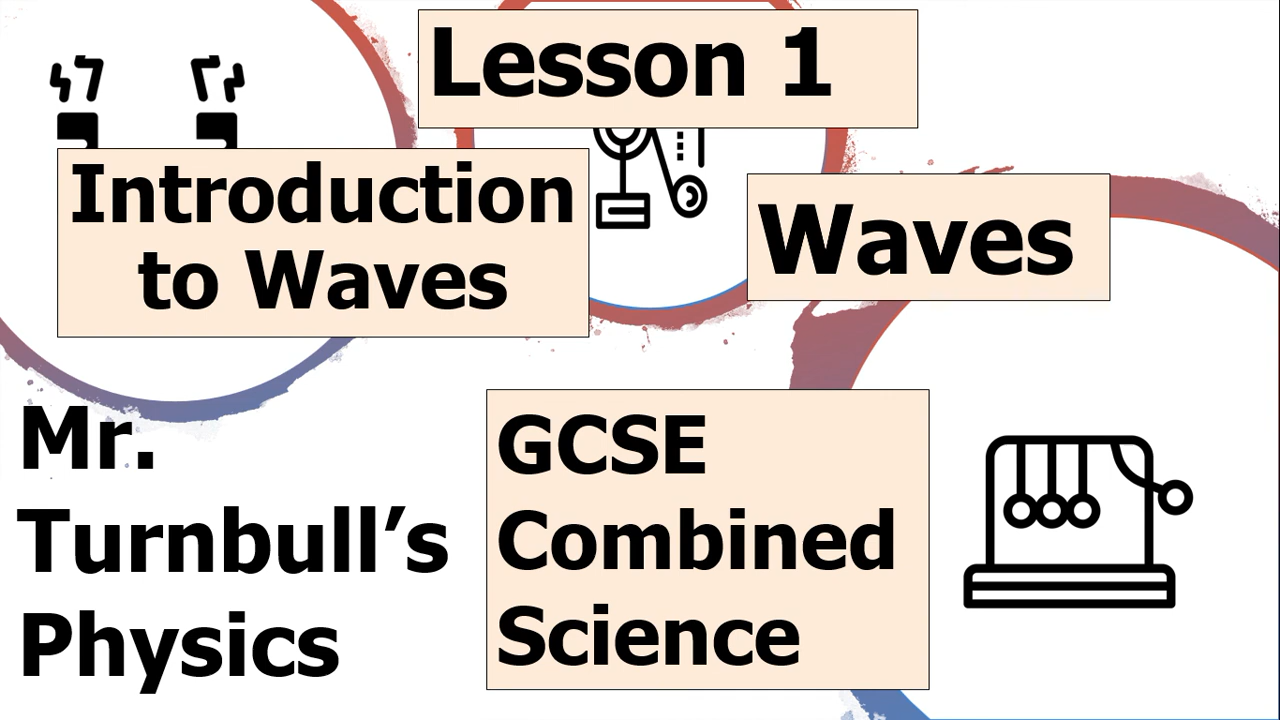 Lesson 1
Introduction
to Waves
Waves
Mr.
Turnbull’s
Physics
GCSE
Combined
Science